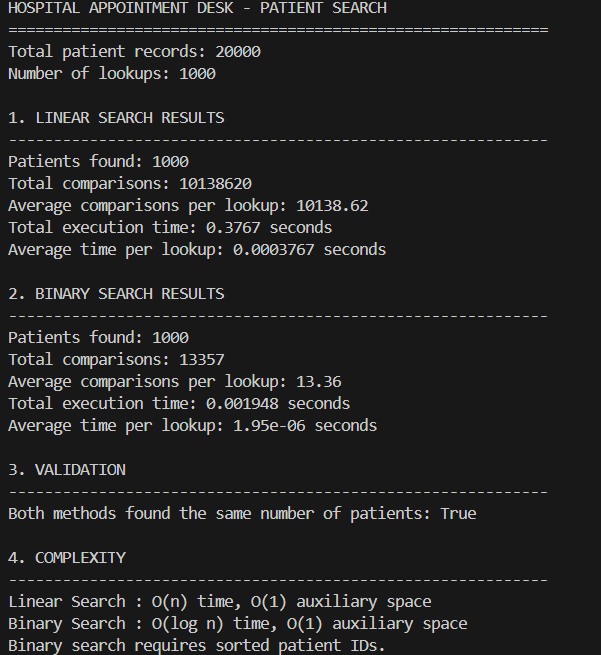 HOSPITAL APPOINTMENT DESK - PATIENT SEARCH
============================================================
Total patient records: 20000
Number of lookups: 1000

1. LINEAR SEARCH RESULTS
------------------------------------------------------------
Patients found: 1000
Total comparisons: 10138620
Average comparisons per lookup: 10138.62
Total execution time: 0.3767 seconds
Average time per lookup: 0.0003767 seconds

2. BINARY SEARCH RESULTS
------------------------------------------------------------
Patients found: 1000
Total comparisons: 13357
Average comparisons per lookup: 13.36
Total execution time: 0.001948 seconds
Average time per lookup: 1.95e-06 seconds

3. VALIDATION
------------------------------------------------------------
Both methods found the same number of patients: True

4. COMPLEXITY
------------------------------------------------------------
Linear Search : O(n) time, O(1) auxiliary space
Binary Search : O(log n) time, O(1) auxiliary space
Binary search requires sorted patient IDs.